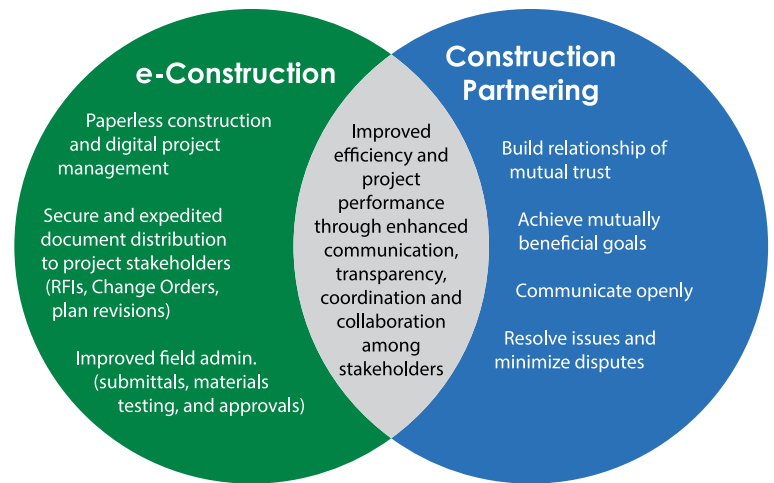 e-Construction
Paperless construction
and digital project
management
Secure and expedited
document distribution
to project stakeholders
(RFIs, Change Orders,
plan revisions)
Improved field admin.
(submittals, materials
testing, and approvals)
Improved
efficiency and
project
performance
through enhanced
communication,
transparency,
coordination and
collaboration
among
stakeholders
Construction
Partnering
Build relationship of
mutual trust
Achieve mutually
beneficial goals
Communicate openly
Resolve issues and
minimize disputes